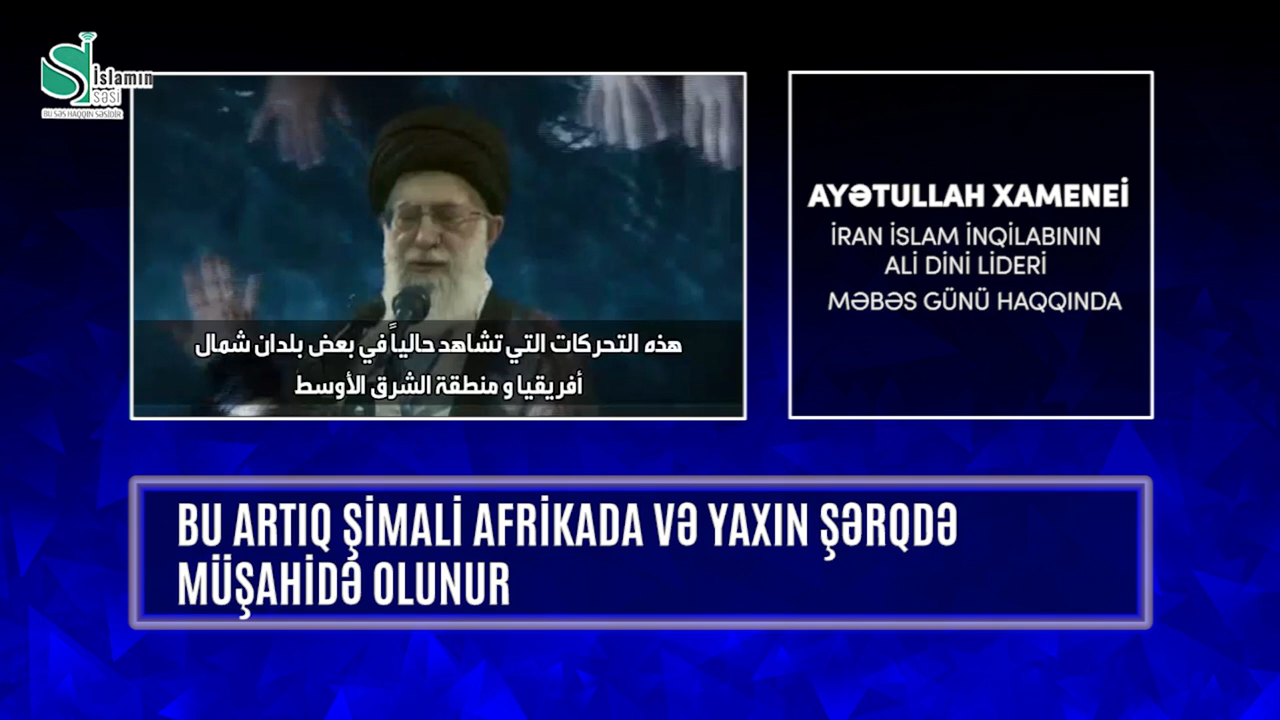 İslamın
səsi
BU SƏS HAQQIN SƏSİDİR
هذه التحركات التي تشاهد حالياً في بعض بلدان شمال
أفريقيا و منطقة الشرق الأوسط
AYƏTULLAH XAMENEİ
İRAN İSLAM İNQİLABININ
ALİ DİNİ LİDERİ
MƏBƏS GÜNÜ HAQQINDA
BU ARTIQ ŞİMALİ AFRİKADA VƏ YAXIN ŞƏRQDƏ
MÜŞAHİDƏ OLUNUR